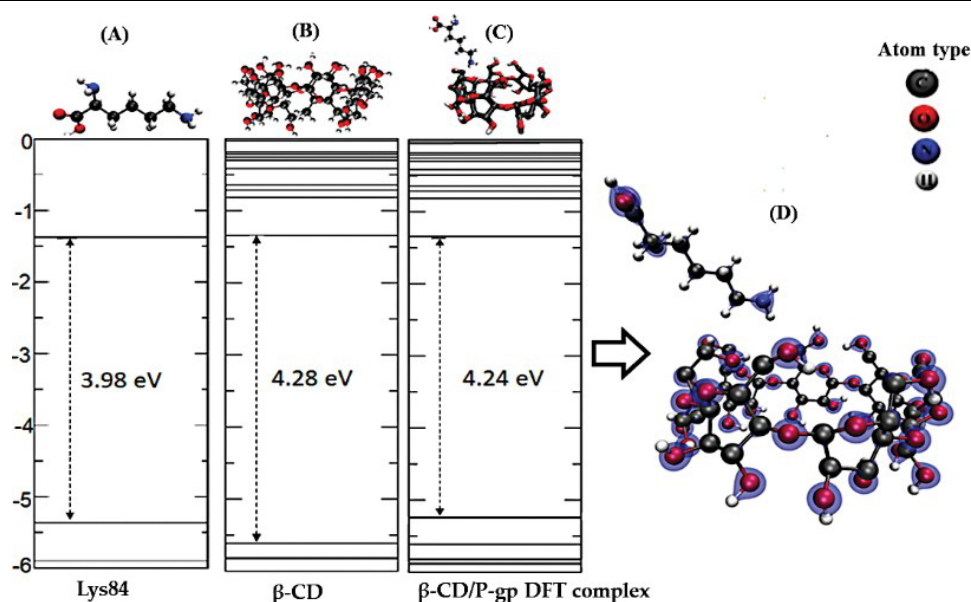 (A)
(B)
(C)
Atom type
C
O
N
H
(D)
0
-1
-2
-3
-4
-5
-6
3.98 eV
4.28 eV
4.24 eV
Lys84
β-CD
β-CD/P-gp DFT complex